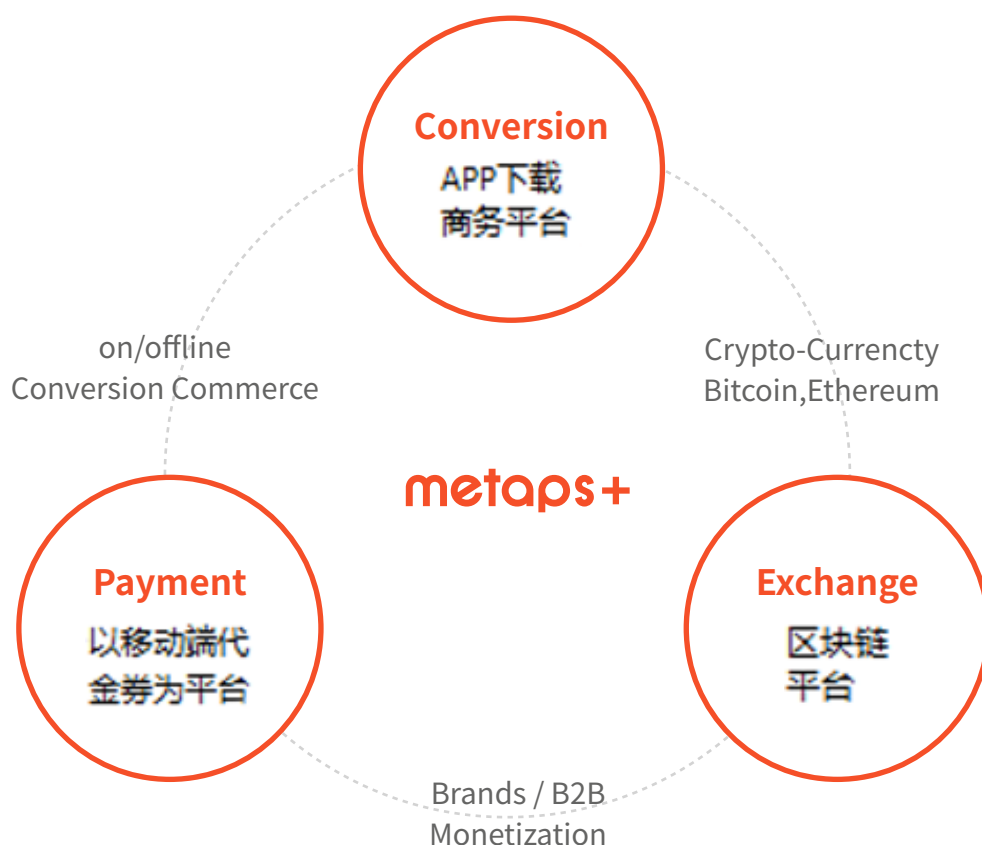 Conversion
APP下载
商务平台
on/offline
Conversion Commerce
Crypto-Currencty
Bitcoin,Ethereum
metaps+
Payment
以移动端代
金券为平台
Exchange
区块链
平台
Brands / B2B
Monetization